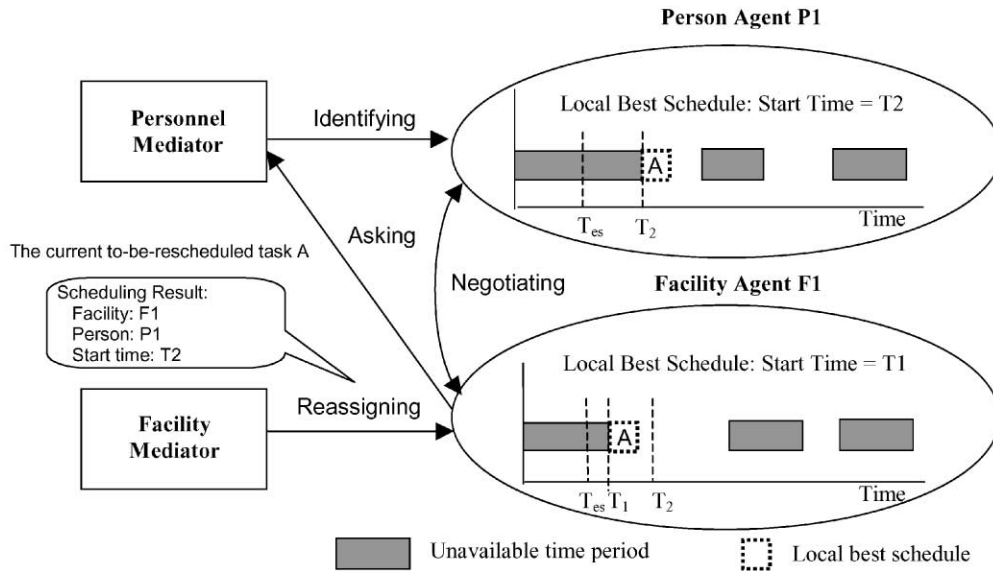 Person Agent P1
Personnel
Mediator
Identifying
Local Best Schedule: Start Time = T2
A
Tes
T2
Time
Asking
The current to-be-rescheduled task A
Negotiating
Scheduling Result:
Facility: F1
Person: P1
Start time: T2
Facility Agent F1
Local Best Schedule: Start Time = T1
Facility
Mediator
Reassigning
A
Tes
T1
T2
Time
Unavailable time period
Local best schedule